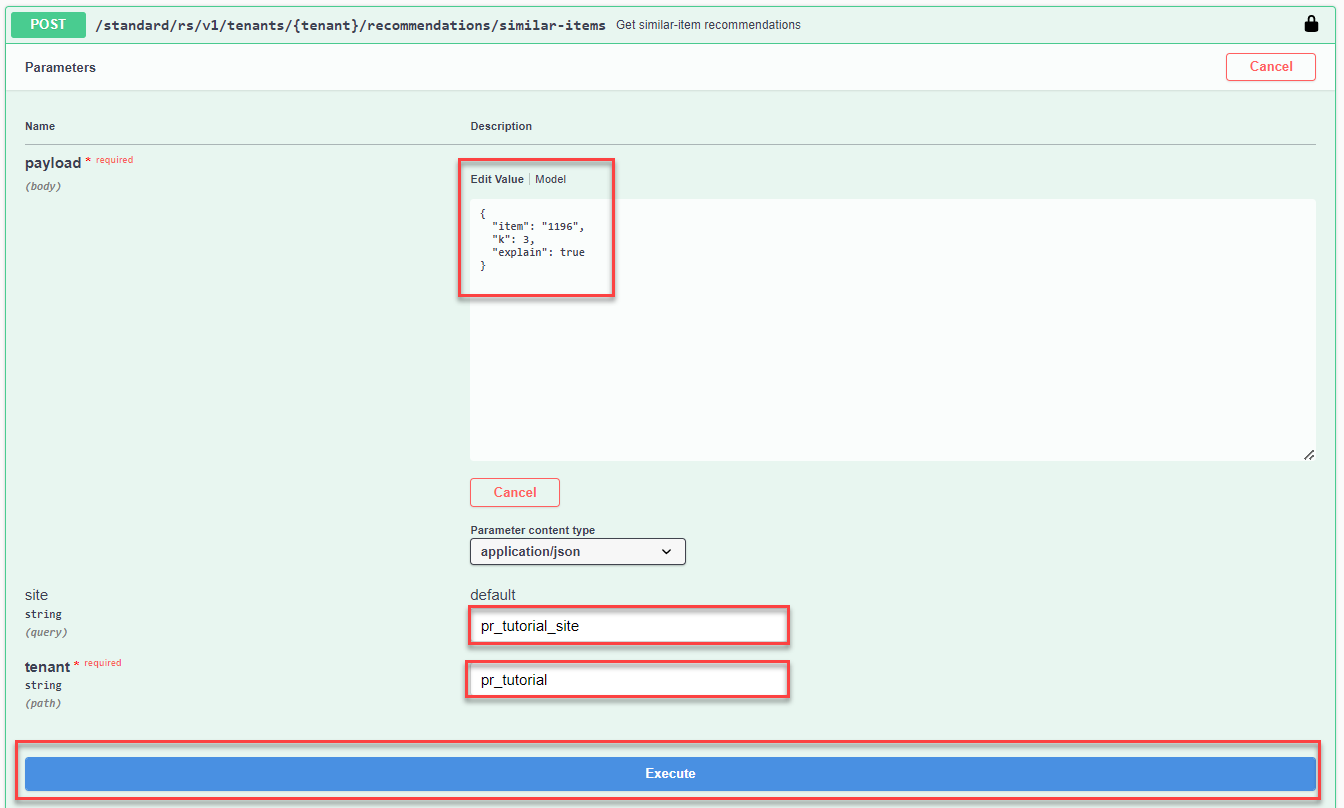 POST /standard/rs/v1/tenants/{tenant}/recommendations/similar-items Get similar-item recommendations
Parameters Cancel
Name Description
payload * required
(body)
Edit Value | Model
{
"item": "1196",
"k": 3,
"explain": true
}
Cancel
Parameter content type
application/json
site default
string
(query)
pr_tutorial_site
tenant * required
string
(path)
pr_tutorial
Execute